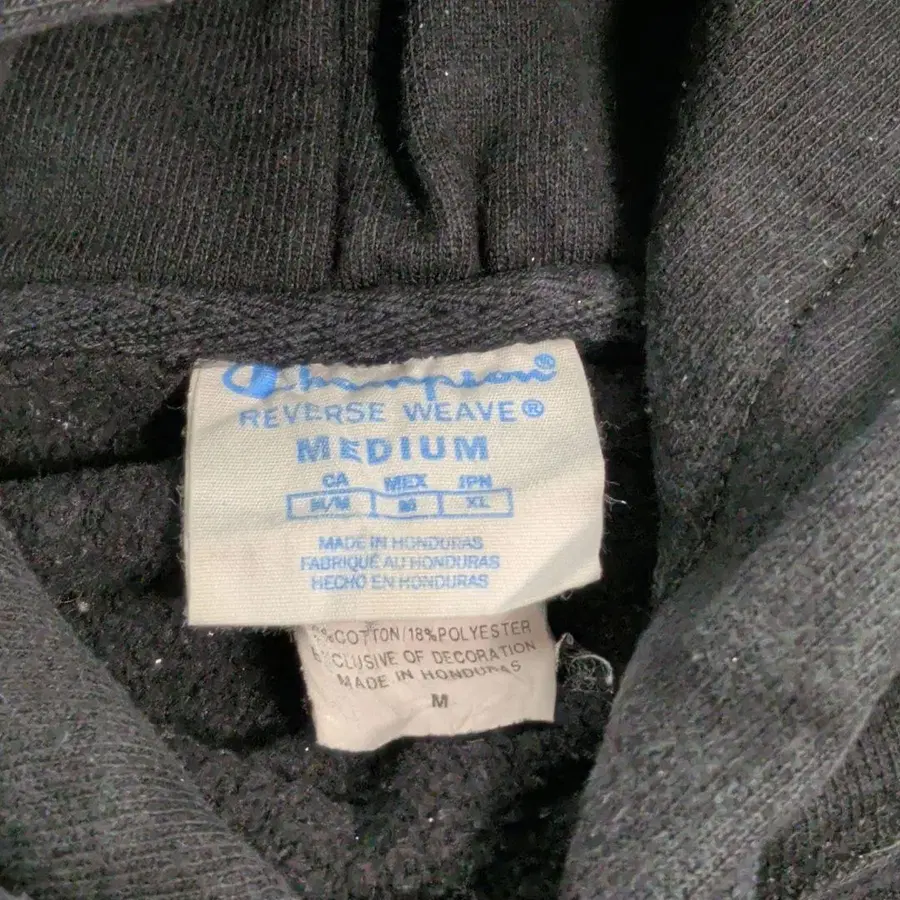 Champion
REVERSE WEAVE®
MEDIUM
CA MEX JPN
M/M M XL
MADE IN HONDURAS
FABRIQUÉ AU HONDURAS
HECHO EN HONDURAS
%COTTON/18%POLYESTER
EXCLUSIVE OF DECORATION
MADE IN HONDURAS
M